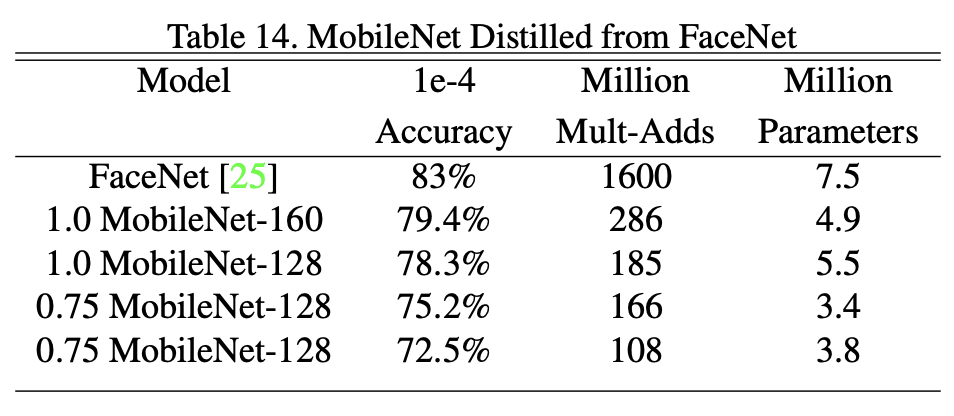 Table 14. MobileNet Distilled from FaceNet
Model 1e-4 Million Million
Accuracy Mult-Adds Parameters
FaceNet [25] 83% 1600 7.5
1.0 MobileNet-160 79.4% 286 4.9
1.0 MobileNet-128 78.3% 185 5.5
0.75 MobileNet-128 75.2% 166 3.4
0.75 MobileNet-128 72.5% 108 3.8